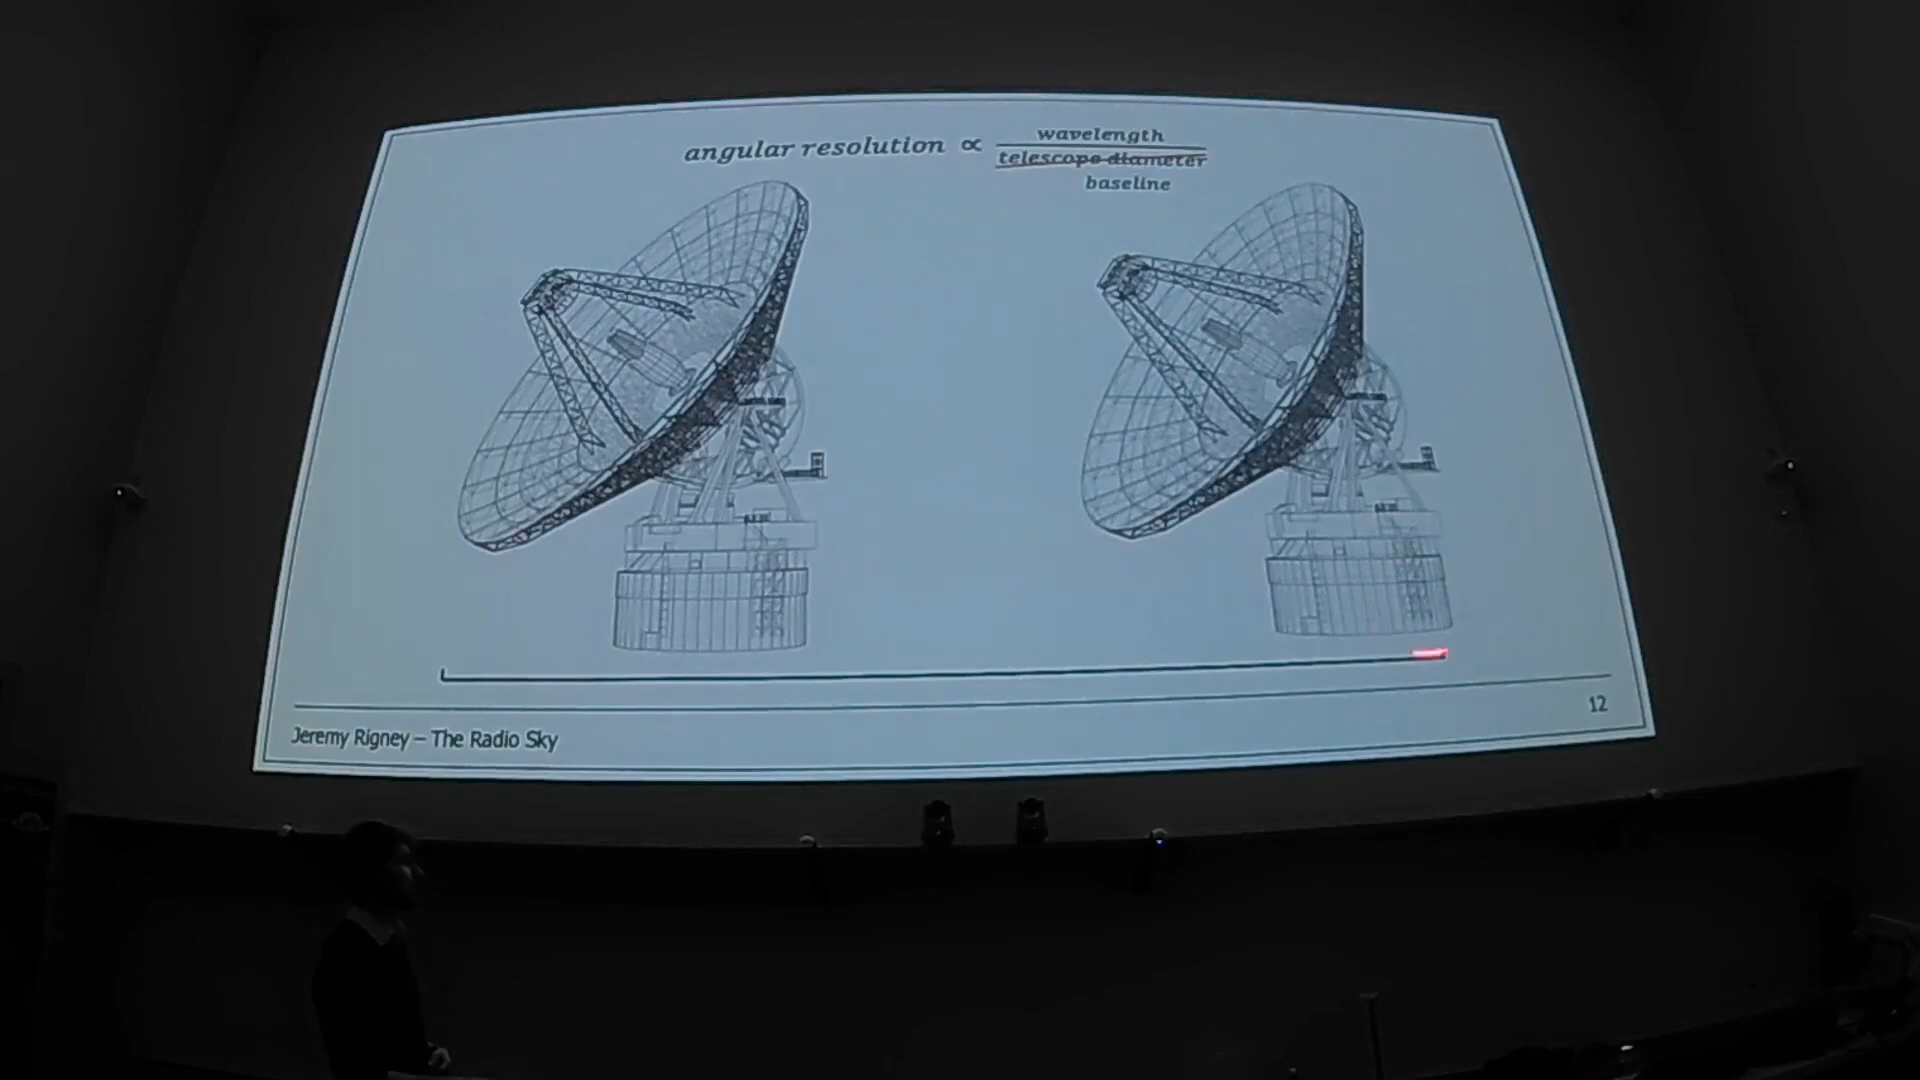 angular resolution ∝ wavelength
telescope diameter
baseline
12
Jeremy Rigney – The Radio Sky